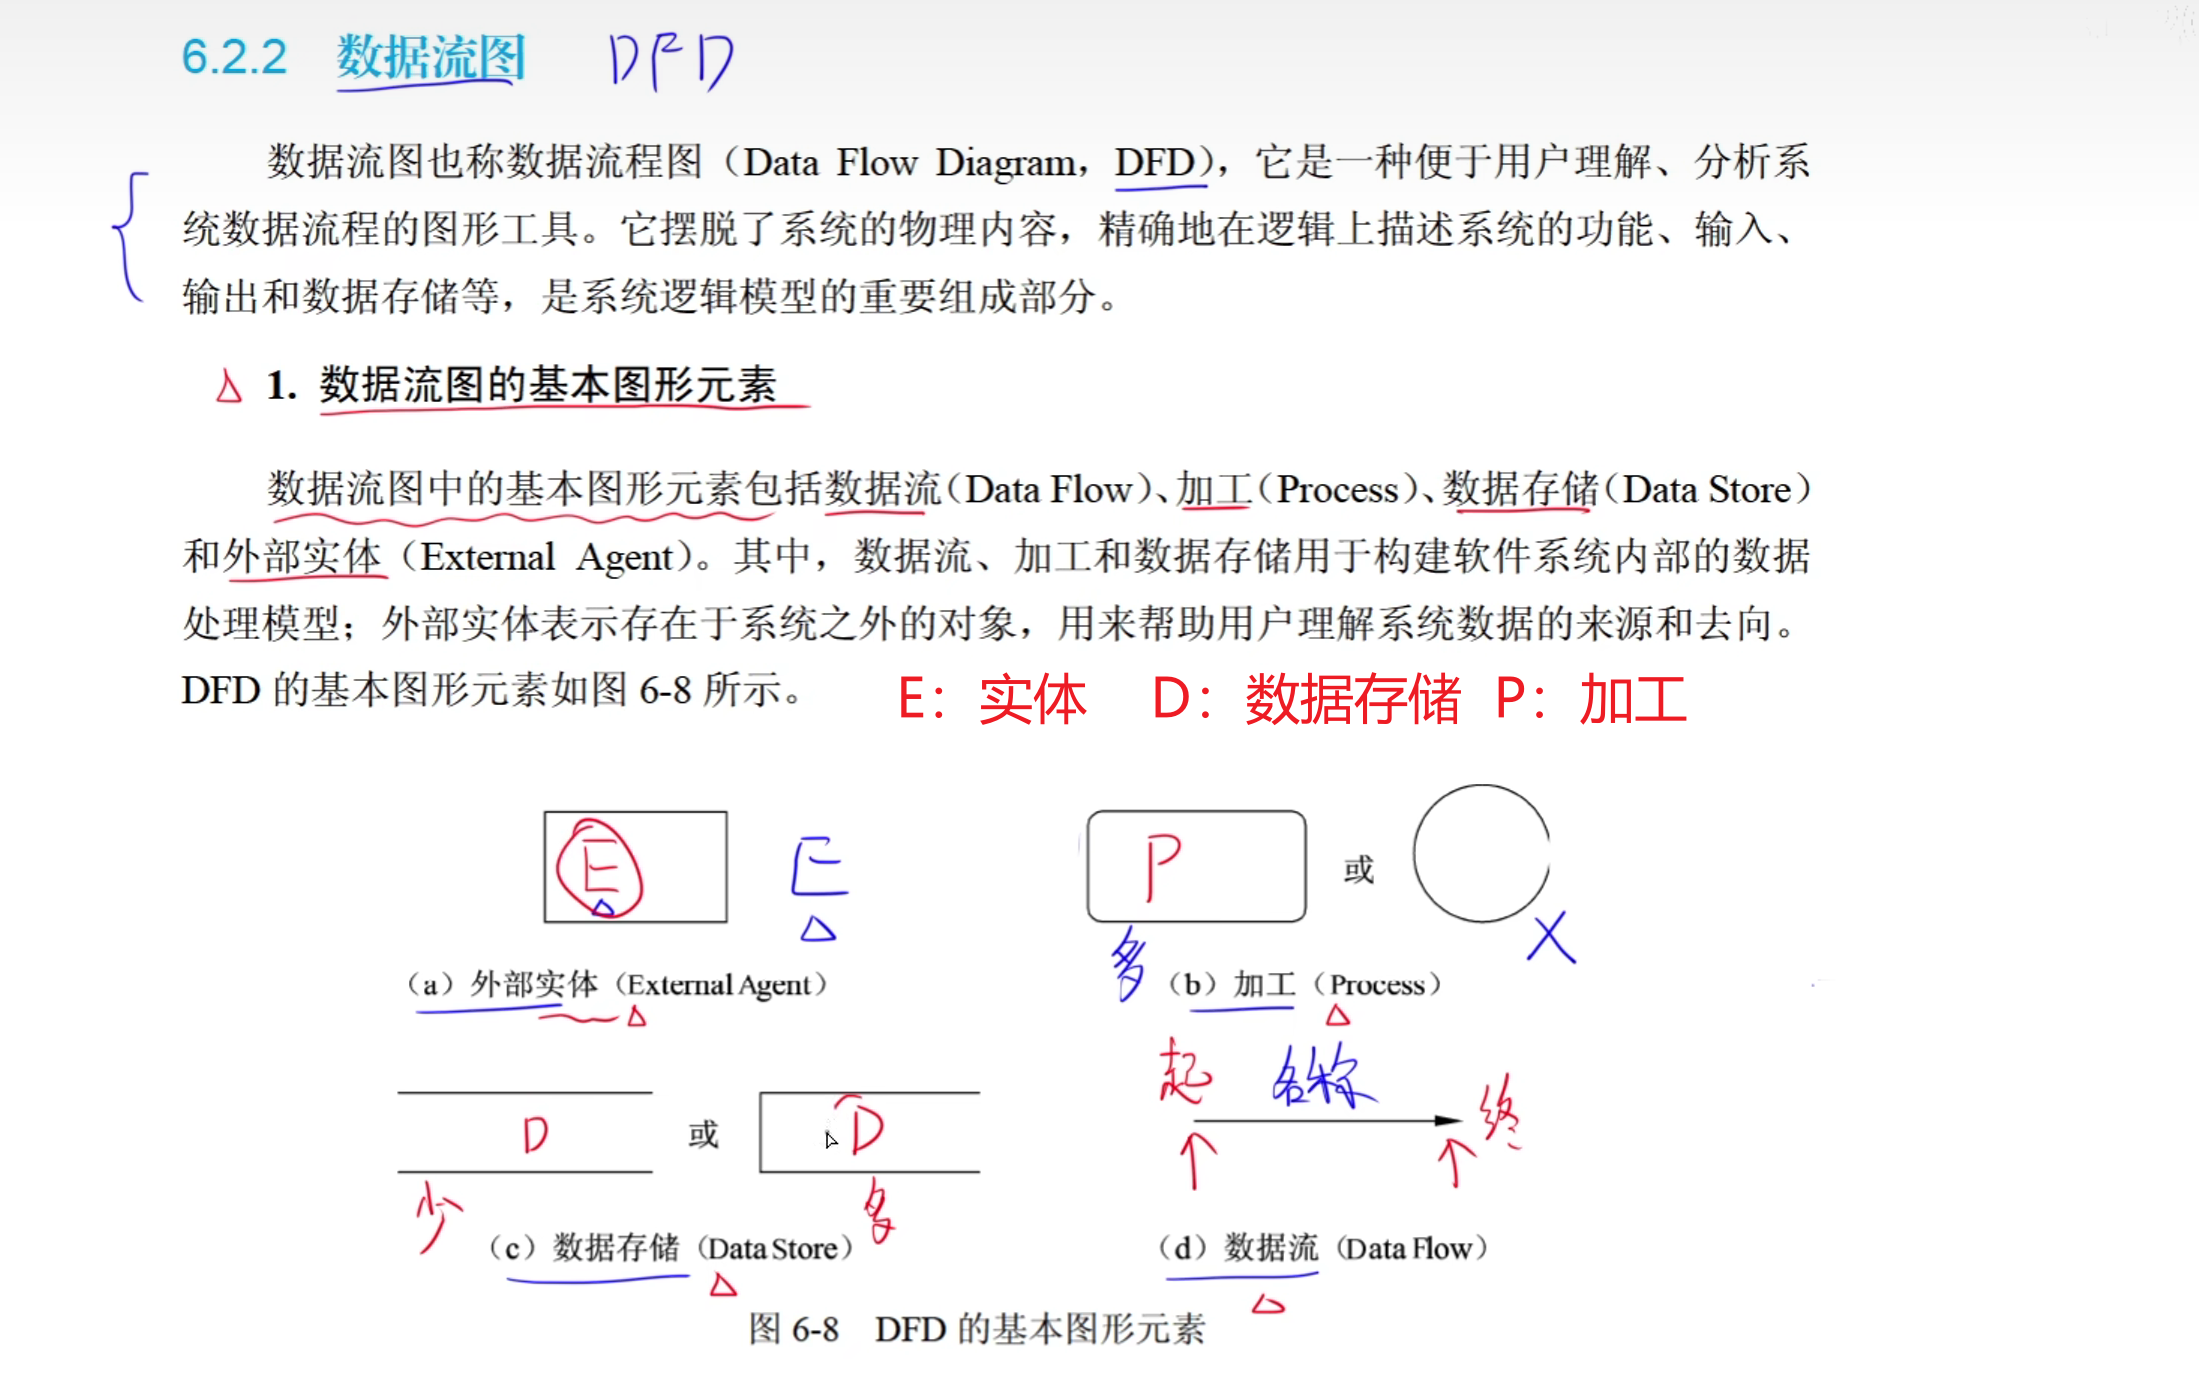 6.2.2 数据流图 DFD
数据流图也称数据流程图（Data Flow Diagram，DFD），它是一种便于用户理解、分析系
统数据流程的图形工具。它摆脱了系统的物理内容，精确地在逻辑上描述系统的功能、输入、
输出和数据存储等，是系统逻辑模型的重要组成部分。
1. 数据流图的基本图形元素
数据流图中的基本图形元素包括数据流（Data Flow）、加工（Process）、数据存储（Data Store）
和外部实体（External Agent）。其中，数据流、加工和数据存储用于构建软件系统内部的数据
处理模型；外部实体表示存在于系统之外的对象，用来帮助用户理解系统数据的来源和去向。
DFD 的基本图形元素如图 6-8 所示。
E：实体 D：数据存储 P：加工
E E P 或
多
（a）外部实体（External Agent） （b）加工（Process）
起 名称 终
D 或 D
少 多
（c）数据存储（Data Store） （d）数据流（Data Flow）
图 6-8 DFD 的基本图形元素